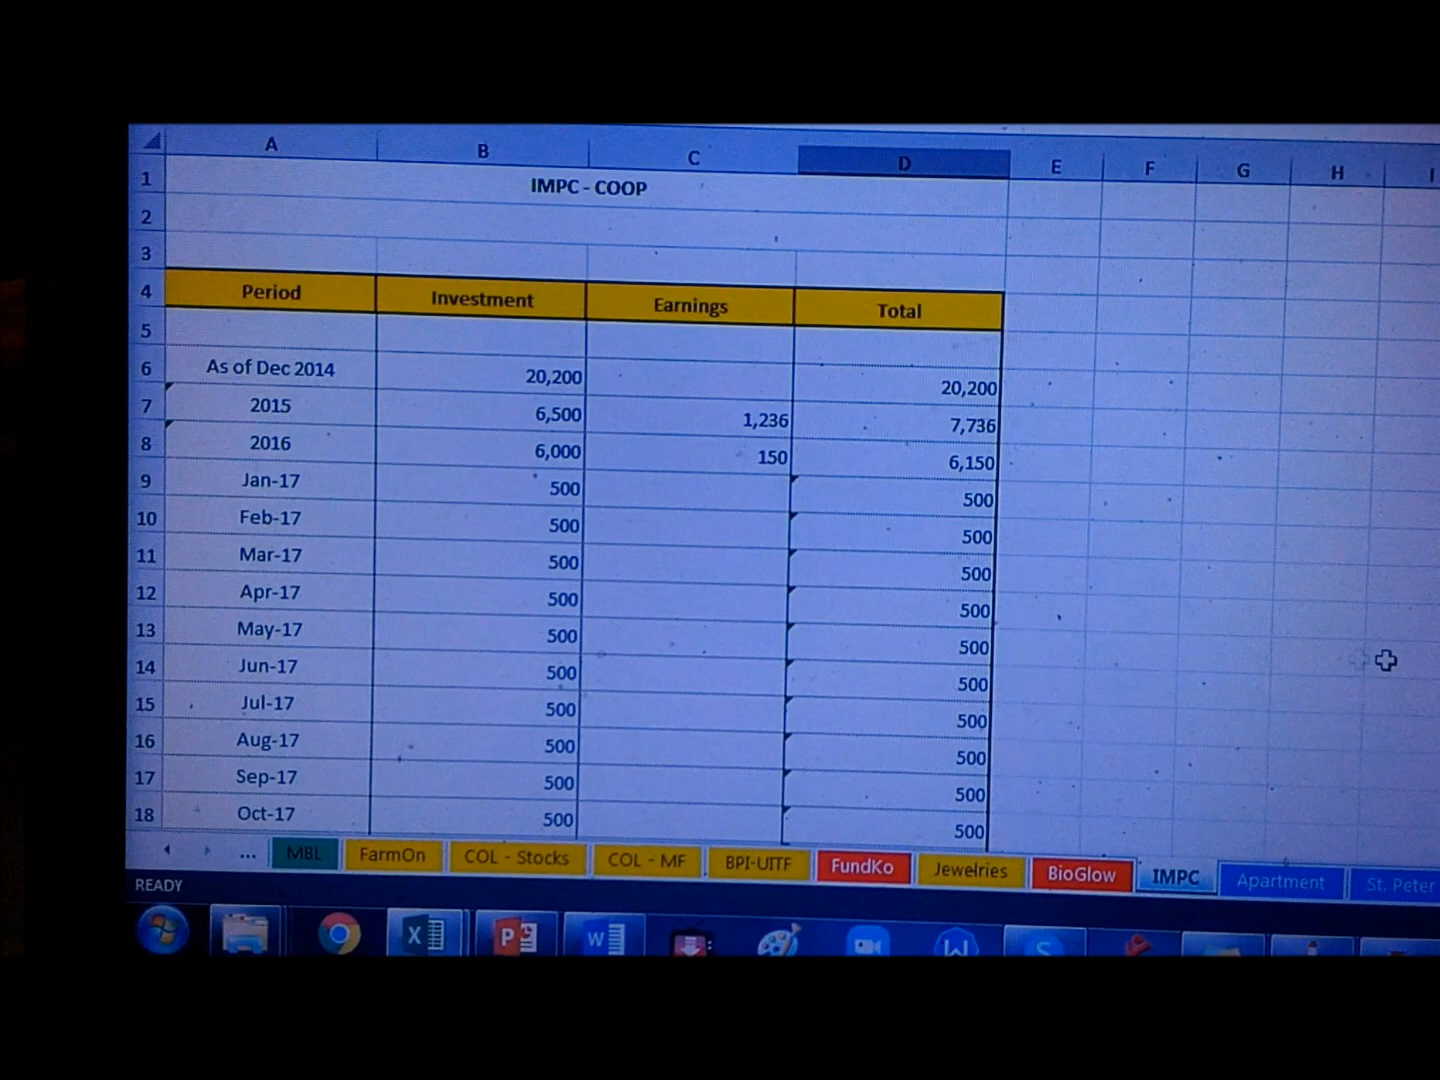 A B C D E F G H I
1 IMPC - COOP
2
3
4 Period Investment Earnings Total
5
6 As of Dec 2014 20,200 20,200
7 2015 6,500 1,236 7,736
8 2016 6,000 150 6,150
9 Jan-17 500 500
10 Feb-17 500 500
11 Mar-17 500 500
12 Apr-17 500 500
13 May-17 500 500
14 Jun-17 500 500
15 Jul-17 500 500
16 Aug-17 500 500
17 Sep-17 500 500
18 Oct-17 500 500
... MBL FarmOn COL - Stocks COL - MF BPI-UITF FundKo Jewelries BioGlow IMPC Apartment St. Peter
READY